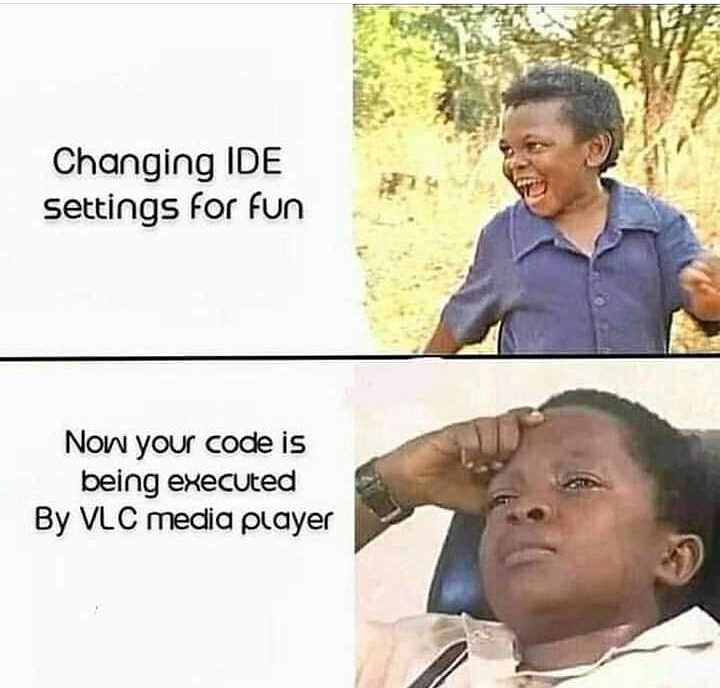 Changing IDE
settings for fun
Now your code is
being executed
By VLC media player